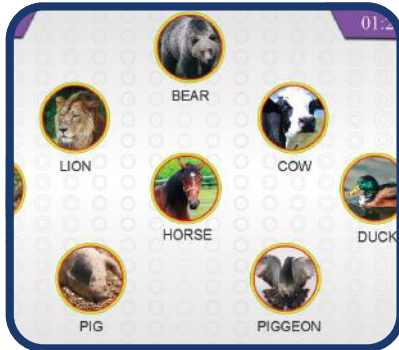 01:2
BEAR
LION
COW
HORSE
DUCK
PIG
PIGGEON